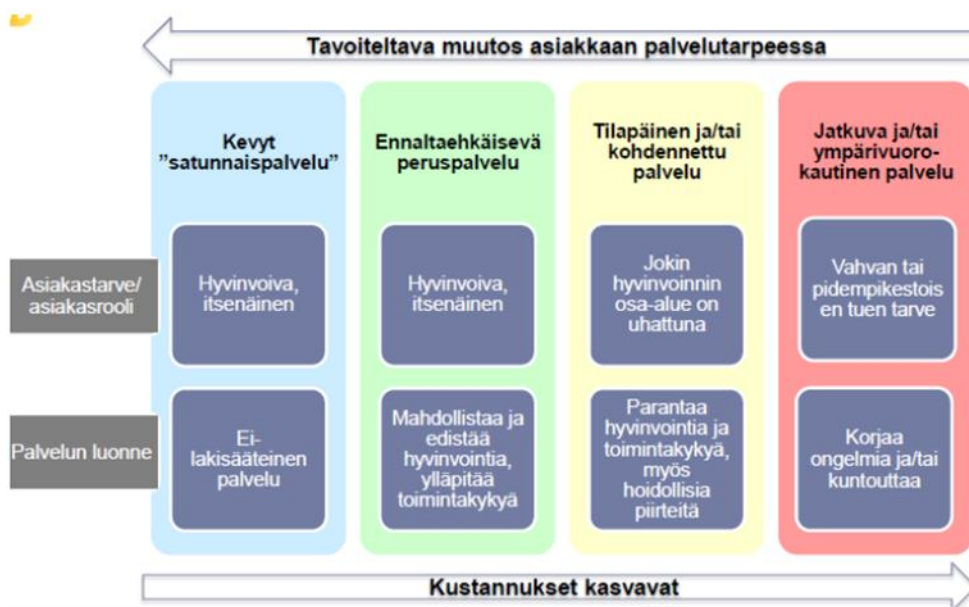 Tavoiteltava muutos asiakkaan palvelutarpeessa
Kevyt
”satunnaispalvelu”
Ennaltaehkäisevä
peruspalvelu
Tilapäinen ja/tai
kohdennettu
palvelu
Jatkuva ja/tai
ympärivuoro-
kautinen palvelu
Asiakastarve/
asiakasrooli
Hyvinvoiva,
itsenäinen
Hyvinvoiva,
itsenäinen
Jokin
hyvinvoinnin
osa-alue on
uhattuna
Vahvan tai
pidempikestois
en tuen tarve
Palvelun luonne
Ei-
lakisääteinen
palvelu
Mahdollistaa ja
edistää
hyvinvointia,
ylläpitää
toimintakykyä
Parantaa
hyvinvointia ja
toimintakykyä,
myös
hoidollisia
piirteitä
Korjaa
ongelmia ja/tai
kuntouttaa
Kustannukset kasvavat